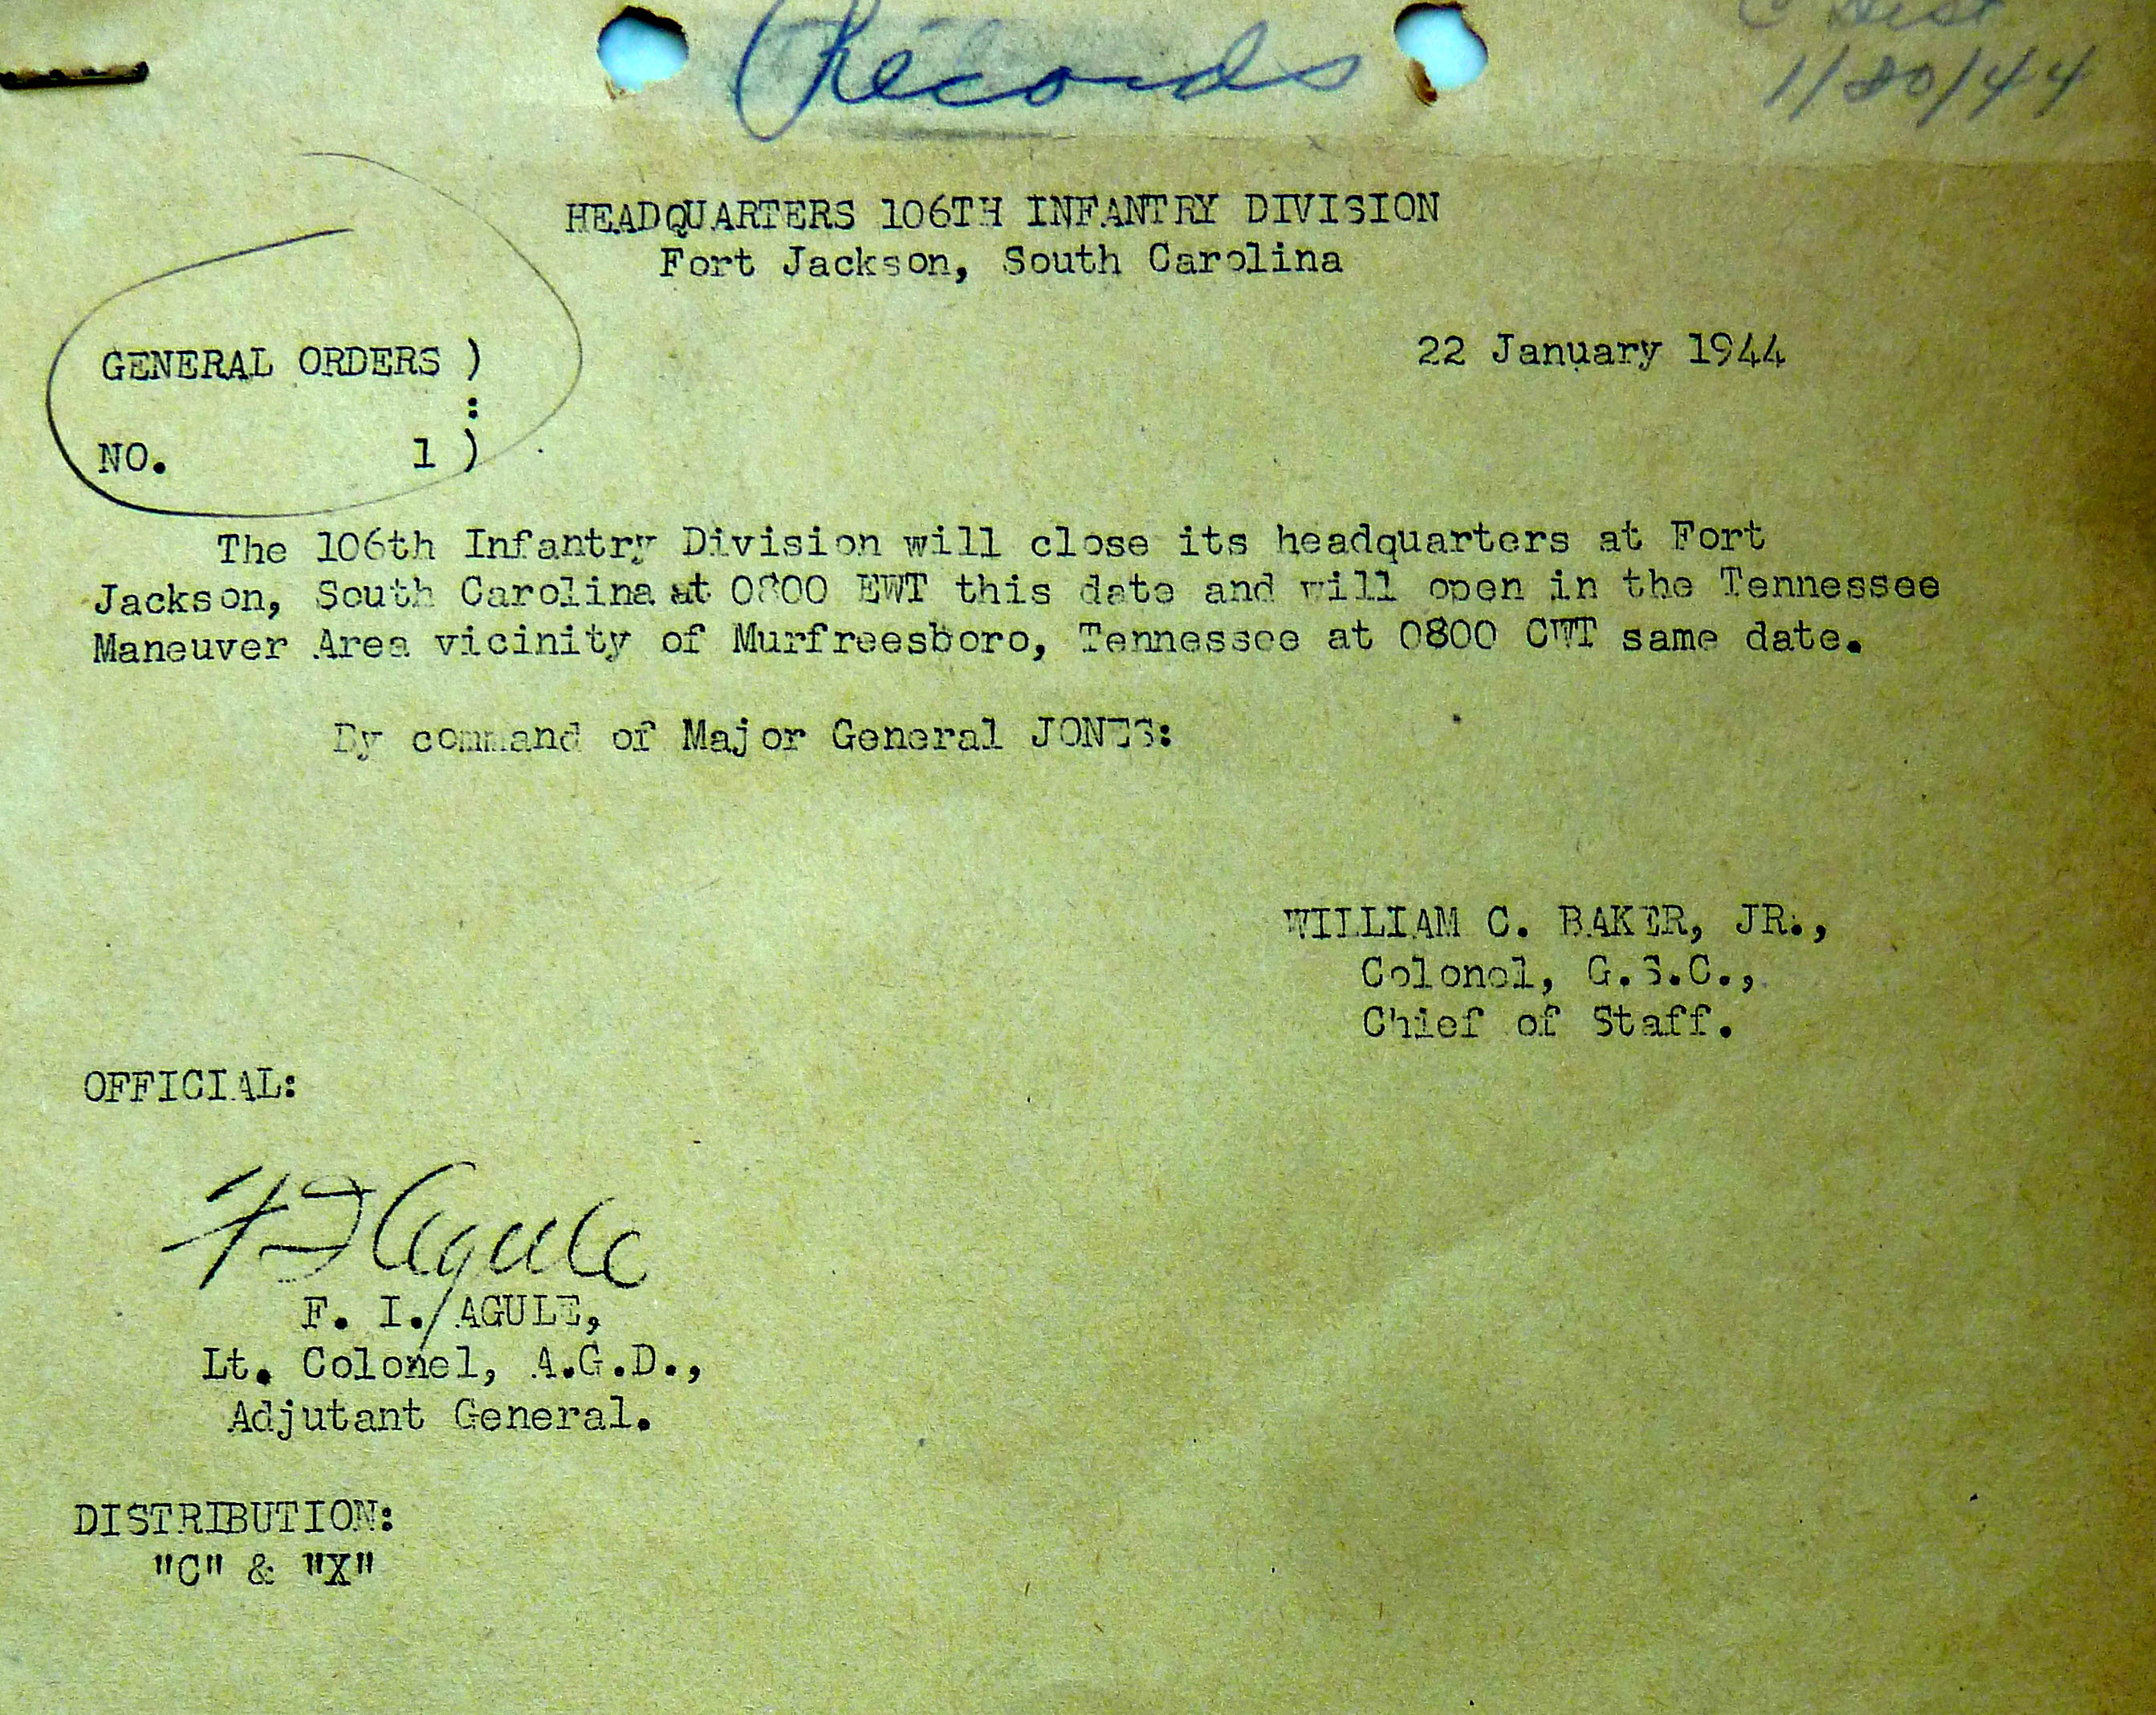 Records
1/20/44
HEADQUARTERS 106TH INFANTRY DIVISION
Fort Jackson, South Carolina
22 January 1944
GENERAL ORDERS )
:
NO. 1 )
The 106th Infantry Division will close its headquarters at Fort
Jackson, South Carolina at 0800 EWT this date and will open in the Tennessee
Maneuver Area vicinity of Murfreesboro, Tennessee at 0800 CWT same date.
By command of Major General JONES:
WILLIAM C. BAKER, JR.,
Colonel, G.S.C.,
Chief of Staff.
OFFICIAL:
F I Agule
F. I. AGULE,
Lt. Colonel, A.G.D.,
Adjutant General.
DISTRIBUTION:
"C" & "X"